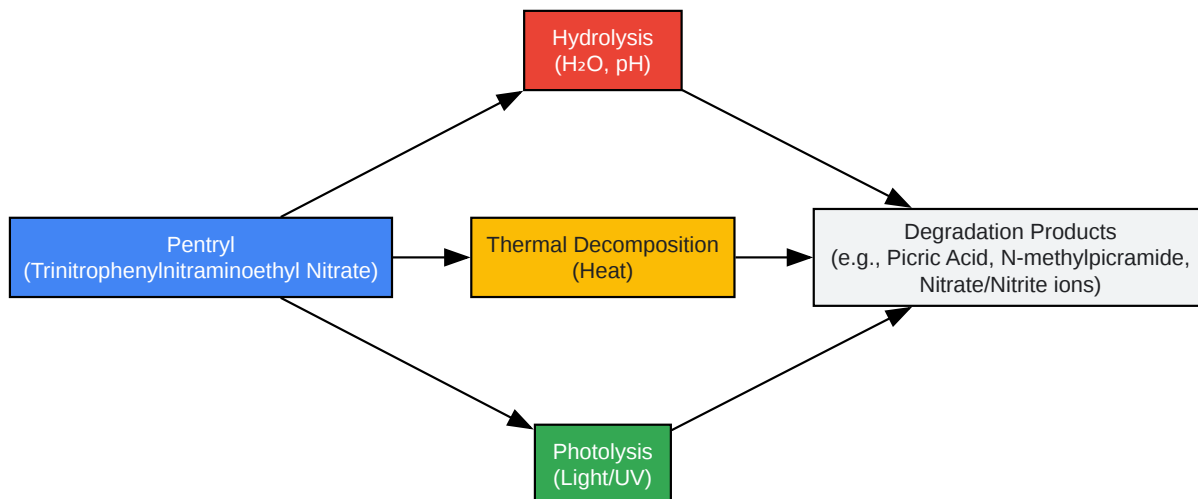 Hydrolysis
(H₂O, pH)
Pentryl
(Trinitrophenylnitraminoethyl Nitrate)
Thermal Decomposition
(Heat)
Degradation Products
(e.g., Picric Acid, N-methylpicramide,
Nitrate/Nitrite ions)
Photolysis
(Light/UV)